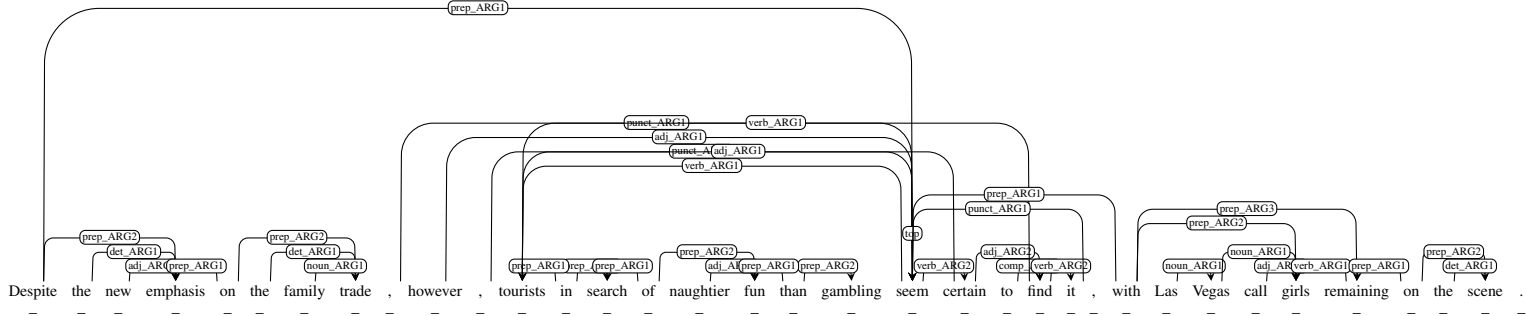 prep_ARG1
punct_ARG1 verb_ARG1
adj_ARG1
adj_ARG1
verb_ARG1
prep_ARG1 prep_ARG3
punct_ARG1 prep_ARG2
top
prep_ARG2 prep_ARG2
det_ARG1 det_ARG1 prep_ARG2 adj_ARG2 noun_ARG1 prep_ARG2
prep_ARG1 noun_ARG1 prep_ARG1 prep_ARG1 prep_ARG1 prep_ARG2 verb_ARG2 verb_ARG2 noun_ARG1 verb_ARG1 prep_ARG1 det_ARG1
Despite the new emphasis on the family trade , however , tourists in search of naughtier fun than gambling seem certain to find it , with Las Vegas call girls remaining on the scene .
_ _ _ _ _ _ _ _ _ _ _ _ _ _ _ _ _ _ _ _ _ _ _ _ _ _ _ _ _ _ _ _ _ _ _